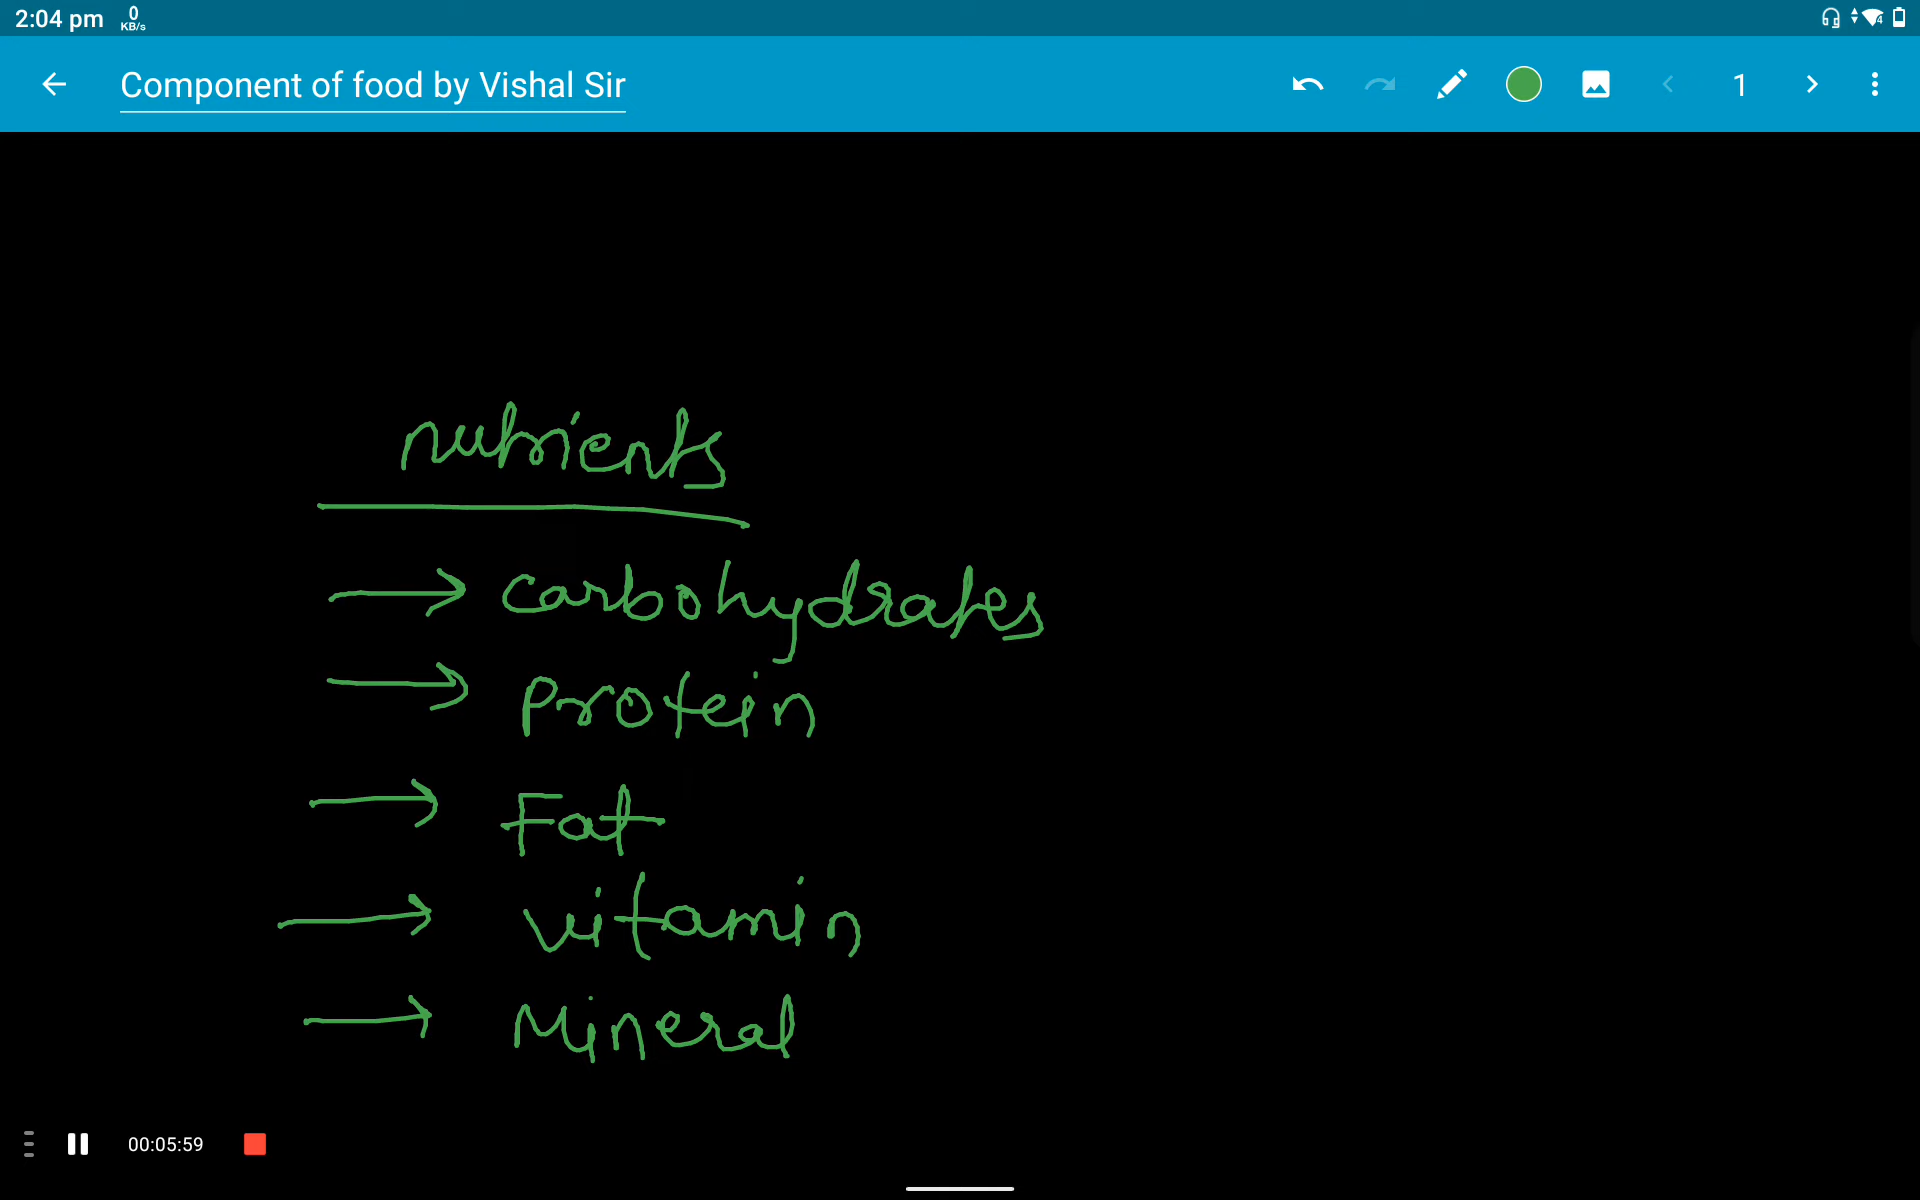 2:04 pm 0 KB/s
Component of food by Vishal Sir
1
nutrients
→ carbohydrates
→ Protein
→ Fat
→ vitamin
→ Mineral
00:05:59